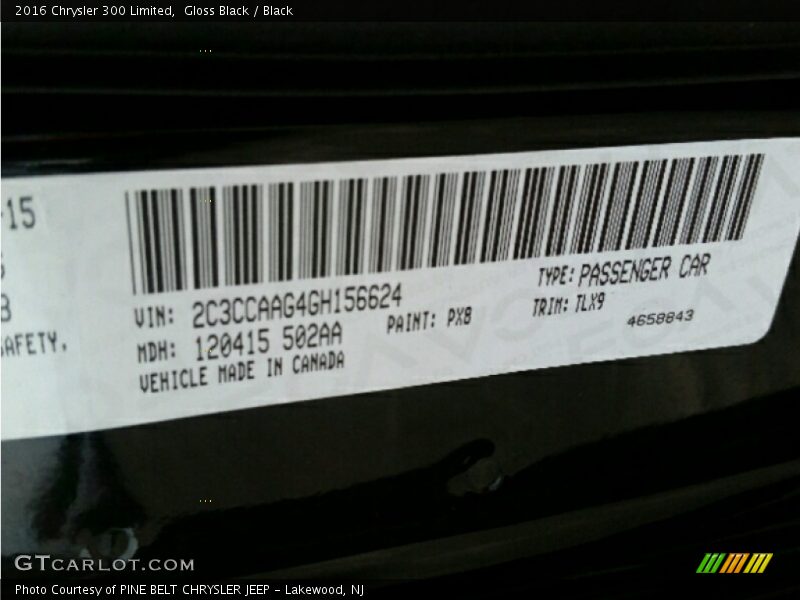 2016 Chrysler 300 Limited,  Gloss Black / Black
-15
SAFETY.
VIN: 2C3CCAAG4GH156624
TYPE: PASSENGER CAR
MDH: 120415 502AA
PAINT: PX8
TRIM: TLX9
4658843
VEHICLE MADE IN CANADA
GTCARLOT.COM
Photo Courtesy of PINE BELT CHRYSLER JEEP – Lakewood, NJ